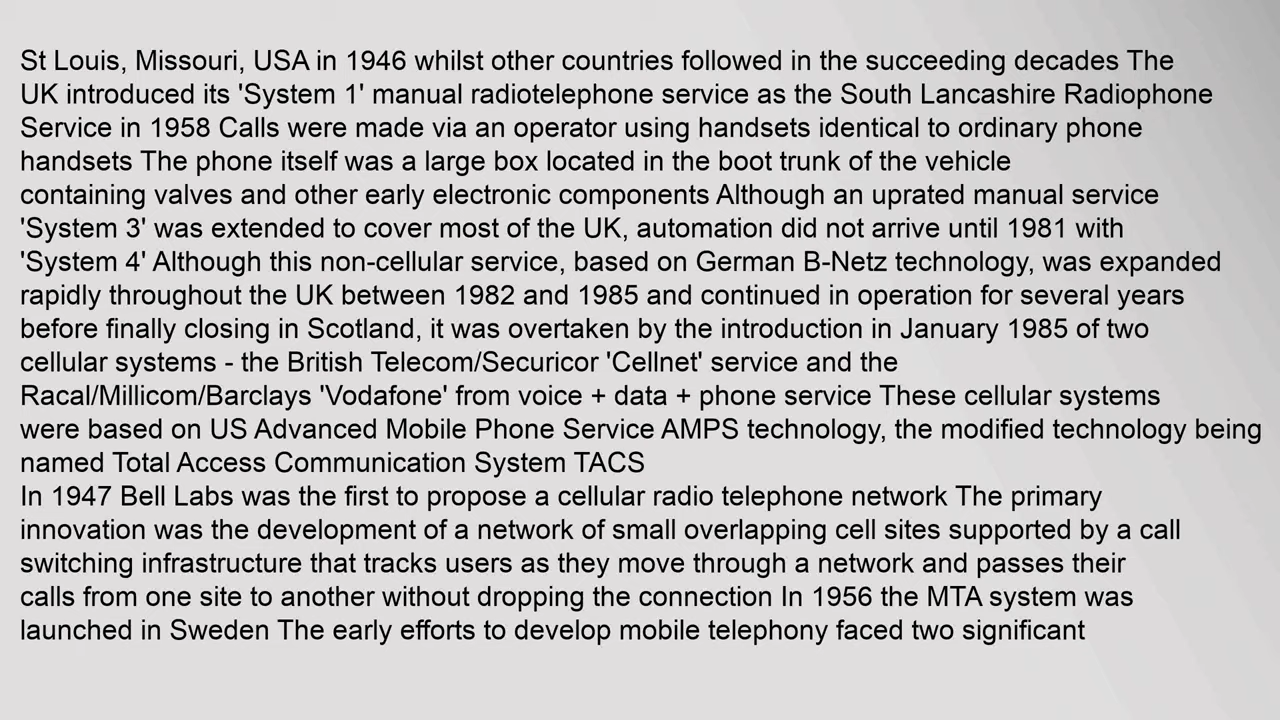 St Louis, Missouri, USA in 1946 whilst other countries followed in the succeeding decades The
UK introduced its 'System 1' manual radiotelephone service as the South Lancashire Radiophone
Service in 1958 Calls were made via an operator using handsets identical to ordinary phone
handsets The phone itself was a large box located in the boot trunk of the vehicle
containing valves and other early electronic components Although an uprated manual service
'System 3' was extended to cover most of the UK, automation did not arrive until 1981 with
'System 4' Although this non-cellular service, based on German B-Netz technology, was expanded
rapidly throughout the UK between 1982 and 1985 and continued in operation for several years
before finally closing in Scotland, it was overtaken by the introduction in January 1985 of two
cellular systems - the British Telecom/Securicor 'Cellnet' service and the
Racal/Millicom/Barclays 'Vodafone' from voice + data + phone service These cellular systems
were based on US Advanced Mobile Phone Service AMPS technology, the modified technology being
named Total Access Communication System TACS
In 1947 Bell Labs was the first to propose a cellular radio telephone network The primary
innovation was the development of a network of small overlapping cell sites supported by a call
switching infrastructure that tracks users as they move through a network and passes their
calls from one site to another without dropping the connection In 1956 the MTA system was
launched in Sweden The early efforts to develop mobile telephony faced two significant